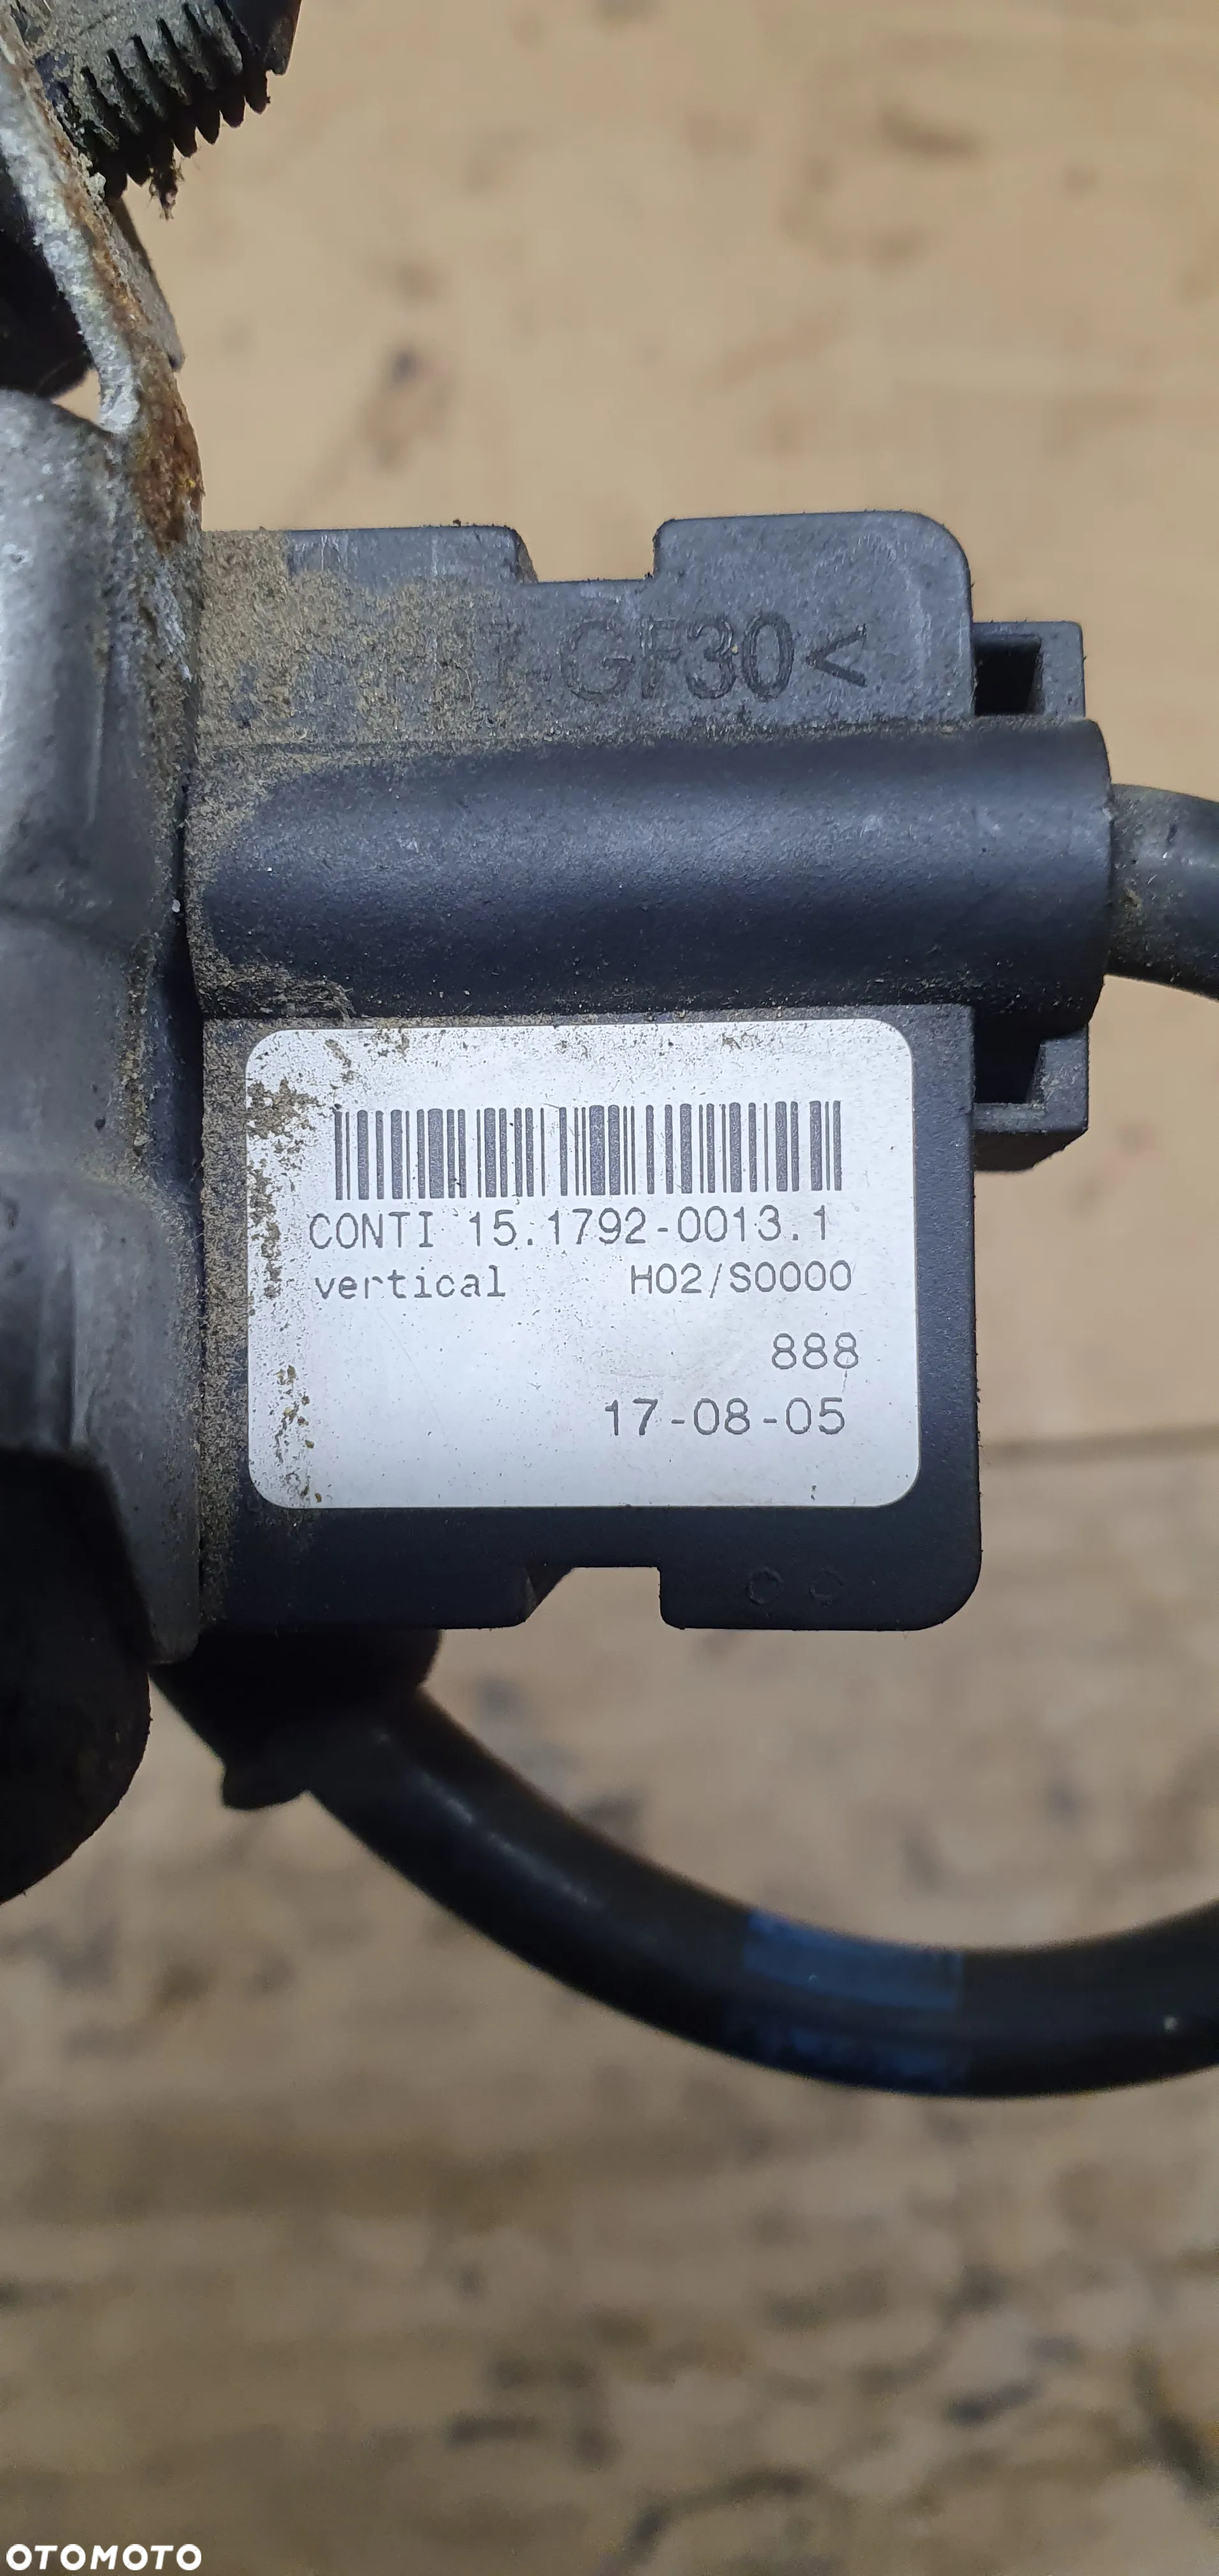 T-GF30<
CONTI 15.1792-0013.1
vertical H02/S0000
888
17-08-05
OTOMOTO